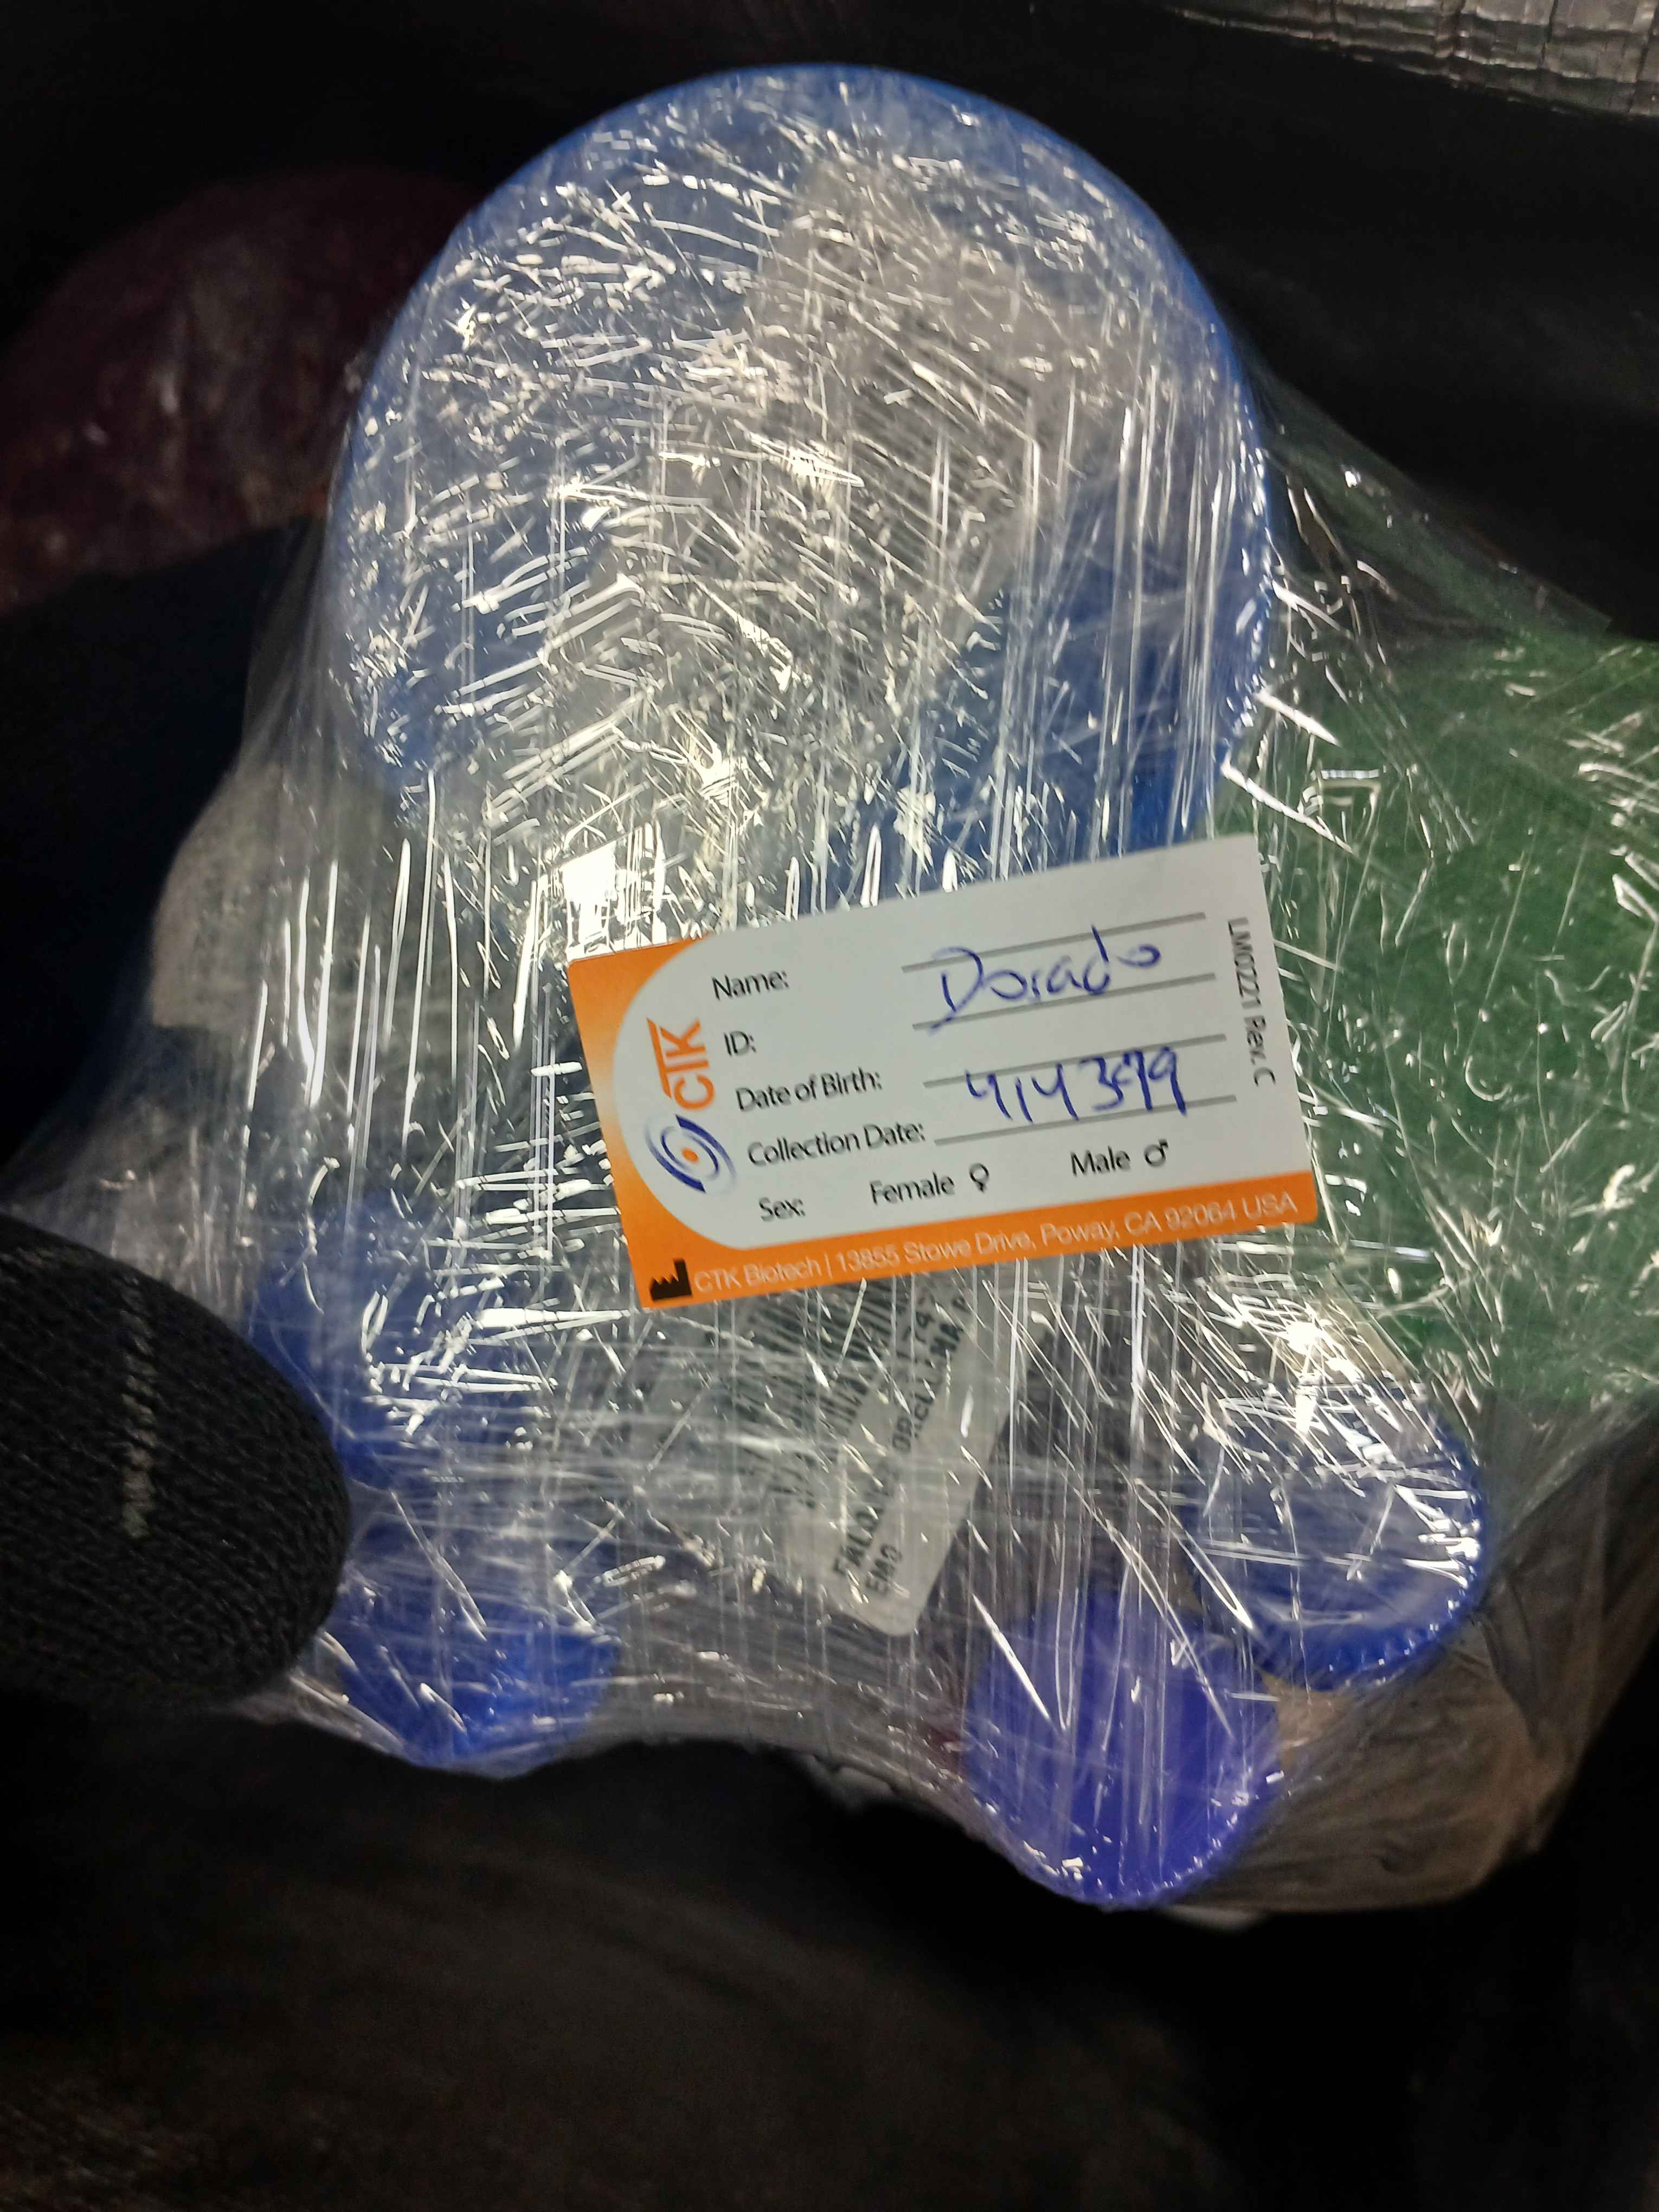 Name: Dorado
ID:
Date of Birth: 414399
Collection Date:
Sex: Female ♀ Male ♂
CTK
LM0221 Rev. C
CTK Biotech | 13855 Stowe Drive, Poway, CA 92064 USA
EMO